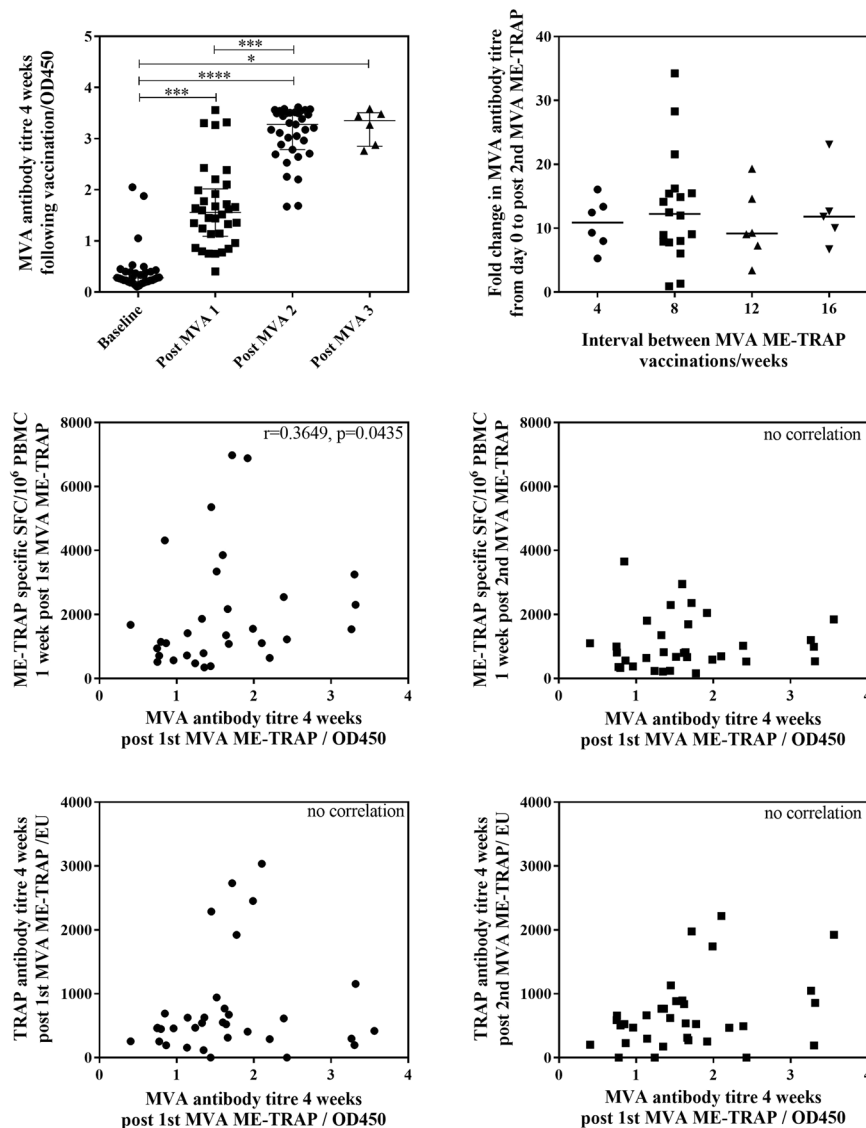 MVA antibody titre 4 weeks
following vaccination/OD450
5
4
3
2
1
0
***
*
****
***
Baseline
Post MVA 1
Post MVA 2
Post MVA 3
Fold change in MVA antibody titre
from day 0 to post 2nd MVA ME-TRAP
40
30
20
10
0
4
8
12
16
Interval between MVA ME-TRAP
vaccinations/weeks
ME-TRAP specific SFC/10⁶ PBMC
1 week post 1st MVA ME-TRAP
8000
6000
4000
2000
0
r=0.3649, p=0.0435
0
1
2
3
4
MVA antibody titre 4 weeks
post 1st MVA ME-TRAP / OD450
ME-TRAP specific SFC/10⁶ PBMC
1 week post 2nd MVA ME-TRAP
8000
6000
4000
2000
0
no correlation
0
1
2
3
4
MVA antibody titre 4 weeks
post 1st MVA ME-TRAP / OD450
TRAP antibody titre 4 weeks
post 1st MVA ME-TRAP /EU
4000
3000
2000
1000
0
no correlation
0
1
2
3
4
MVA antibody titre 4 weeks
post 1st MVA ME-TRAP / OD450
TRAP antibody titre 4 weeks
post 2nd MVA ME-TRAP/ EU
4000
3000
2000
1000
0
no correlation
0
1
2
3
4
MVA antibody titre 4 weeks
post 1st MVA ME-TRAP / OD450